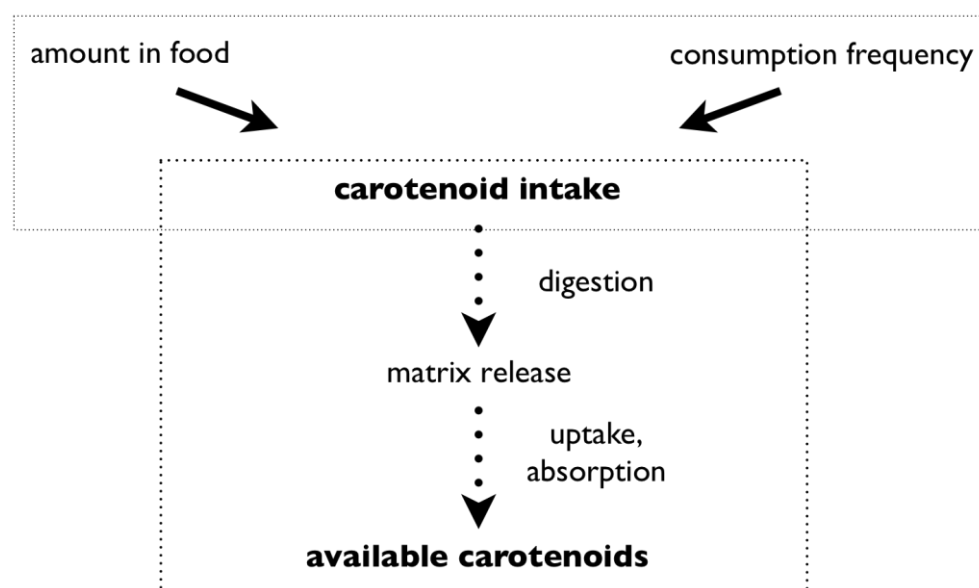 amount in food
consumption frequency
carotenoid intake
digestion
matrix release
uptake,
absorption
available carotenoids